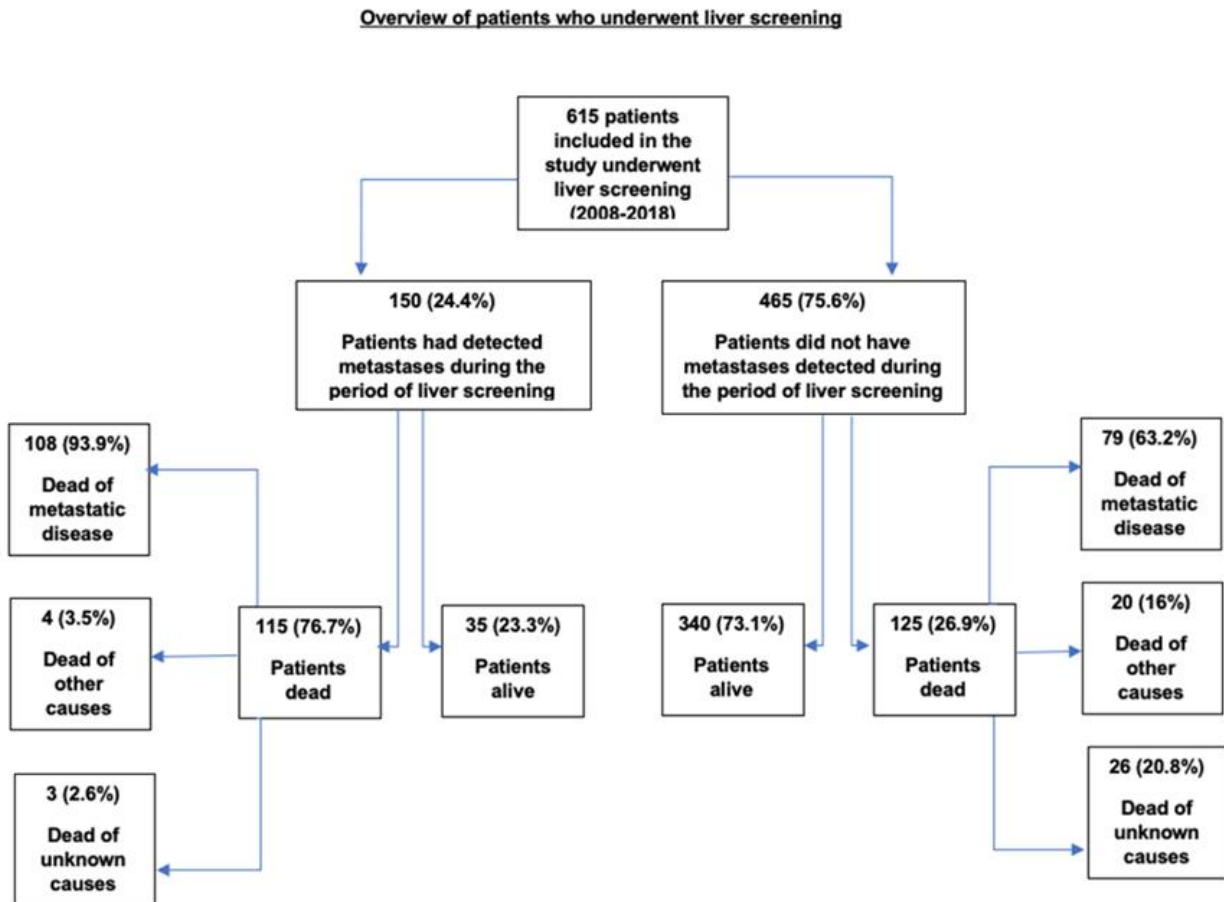 Overview of patients who underwent liver screening
615 patients
included in the
study underwent
liver screening
(2008-2018)
150 (24.4%)
Patients had detected
metastases during the
period of liver screening
465 (75.6%)
Patients did not have
metastases detected during
the period of liver screening
108 (93.9%)
Dead of
metastatic
disease
79 (63.2%)
Dead of
metastatic
disease
4 (3.5%)
Dead of
other
causes
115 (76.7%)
Patients
dead
35 (23.3%)
Patients
alive
340 (73.1%)
Patients
alive
125 (26.9%)
Patients
dead
20 (16%)
Dead of
other
causes
3 (2.6%)
Dead of
unknown
causes
26 (20.8%)
Dead of
unknown
causes